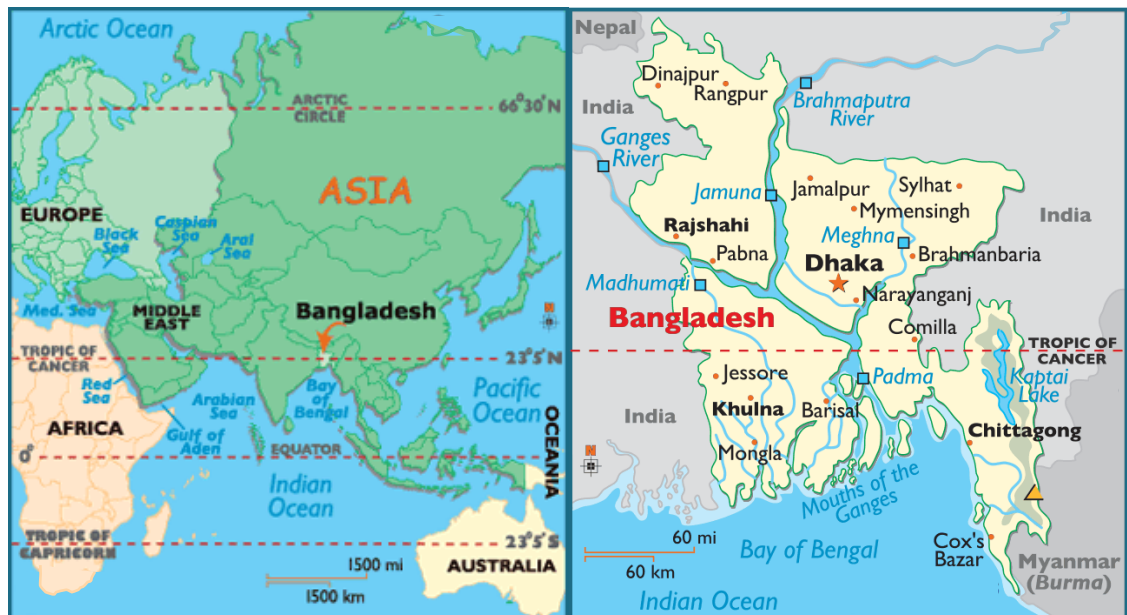 Arctic Ocean
ARCTIC
CIRCLE
66°30'N
ASIA
EUROPE
Black
Sea
Caspian
Sea
Aral
Sea
Med. Sea
MIDDLE
EAST
Bangladesh
N
TROPIC OF
CANCER
23°5'N
Red
Sea
Arabian
Sea
Bay
of
Bengal
Pacific
Ocean
AFRICA
Gulf of
Aden
EQUATOR
OCEANIA
0°
Indian
Ocean
TROPIC OF
CAPRICORN
23°5'S
1500 mi
1500 km
AUSTRALIA
Nepal
Dinajpur
Rangpur
India
Brahmaputra
River
Ganges
River
Jamuna
Jamalpur
Sylhat
Mymensingh
India
Rajshahi
Meghna
Pabna
Dhaka
Brahmanbaria
Madhumati
Narayanganj
Bangladesh
Comilla
TROPIC OF
CANCER
Jessore
Padma
Kaptai
Lake
India
Khulna
Barisal
Chittagong
N
Mongla
Mouths of the
Ganges
60 mi
60 km
Bay of Bengal
Cox's
Bazar
Myanmar
(Burma)
Indian Ocean